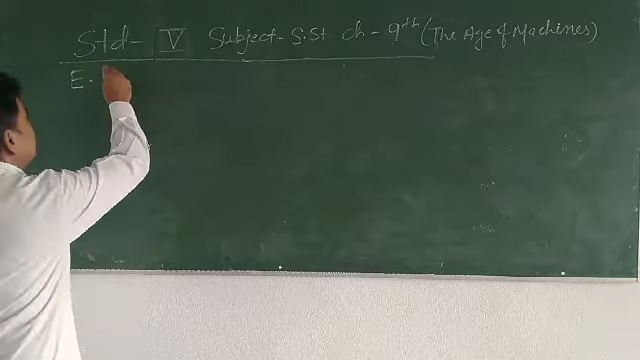 Std- V Subject- S.St ch- 9th (The Age of Machines)
E.